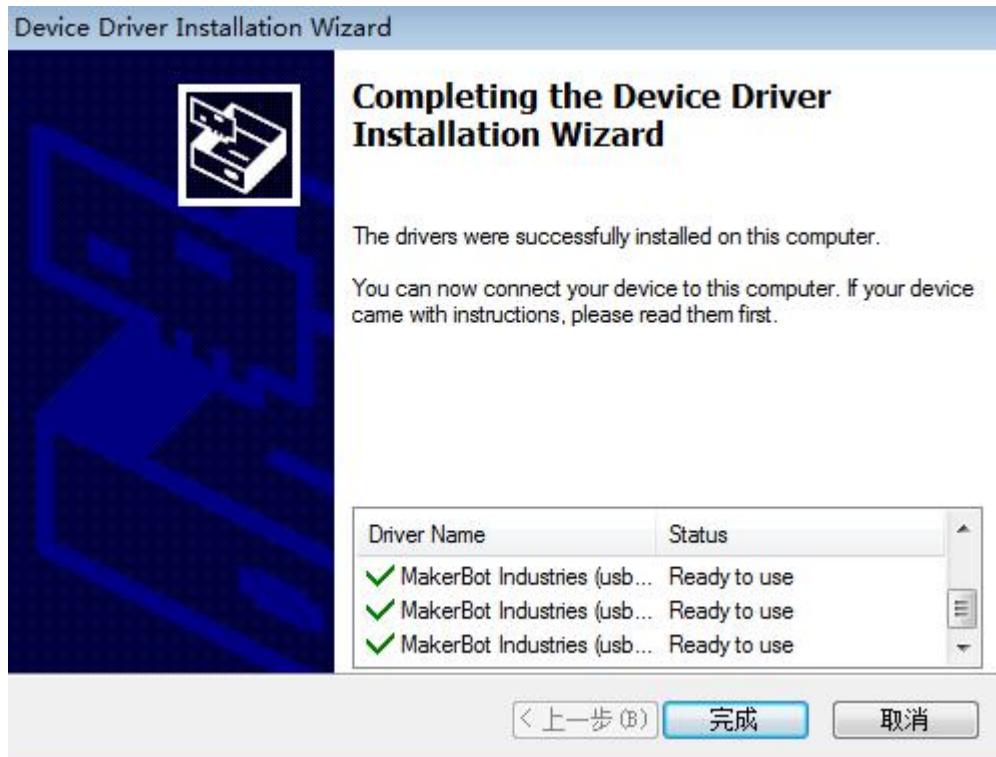 Device Driver Installation Wizard
Completing the Device Driver
Installation Wizard
The drivers were successfully installed on this computer.
You can now connect your device to this computer. If your device
came with instructions, please read them first.
Driver Name Status
MakerBot Industries (usb... Ready to use
MakerBot Industries (usb... Ready to use
MakerBot Industries (usb... Ready to use
< 上一步(B) 完成 取消